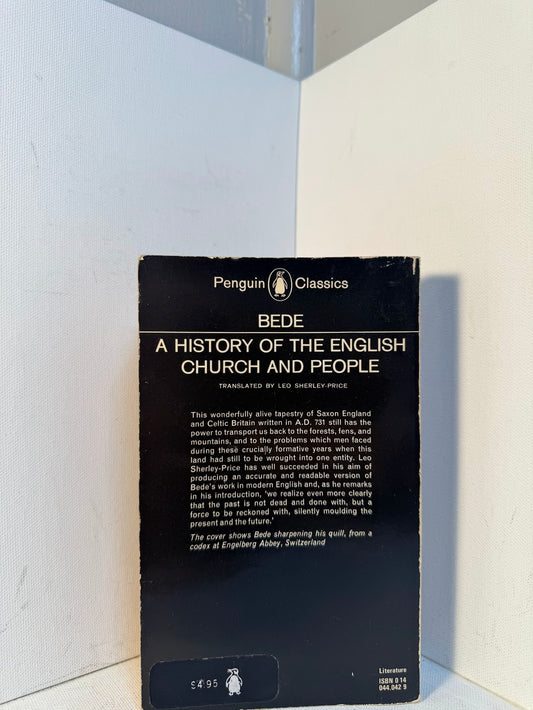 Penguin Classics
BEDE
A HISTORY OF THE ENGLISH
CHURCH AND PEOPLE
TRANSLATED BY LEO SHERLEY-PRICE
This wonderfully alive tapestry of Saxon England
and Celtic Britain written in A.D. 731 still has the
power to transport us back to the forests, fens, and
mountains, and to the problems which men faced
during these crucially formative years when this
land had still to be wrought into one entity. Leo
Sherley-Price has well succeeded in his aim of
producing an accurate and readable version of
Bede's work in modern English and, as he remarks
in his introduction, 'we realize even more clearly
that the past is not dead and done with, but a
force to be reckoned with, silently moulding the
present and the future.'
The cover shows Bede sharpening his quill, from a
codex at Engelberg Abbey, Switzerland
Literature
ISBN 0 14
044.042 9
$4.95